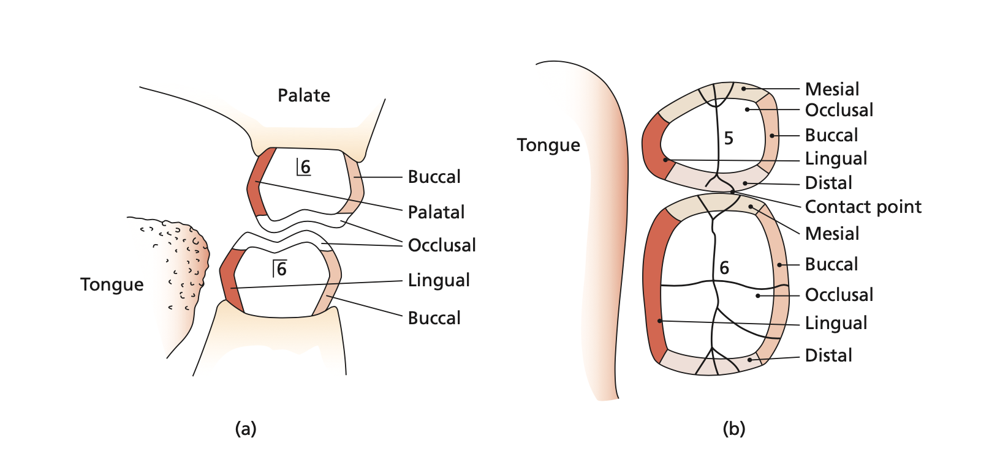 Palate
6
Buccal
Palatal
Occlusal
6
Lingual
Buccal
Tongue
(a)
Tongue
5
6
Mesial
Occlusal
Buccal
Lingual
Distal
Contact point
Mesial
Buccal
Occlusal
Lingual
Distal
(b)